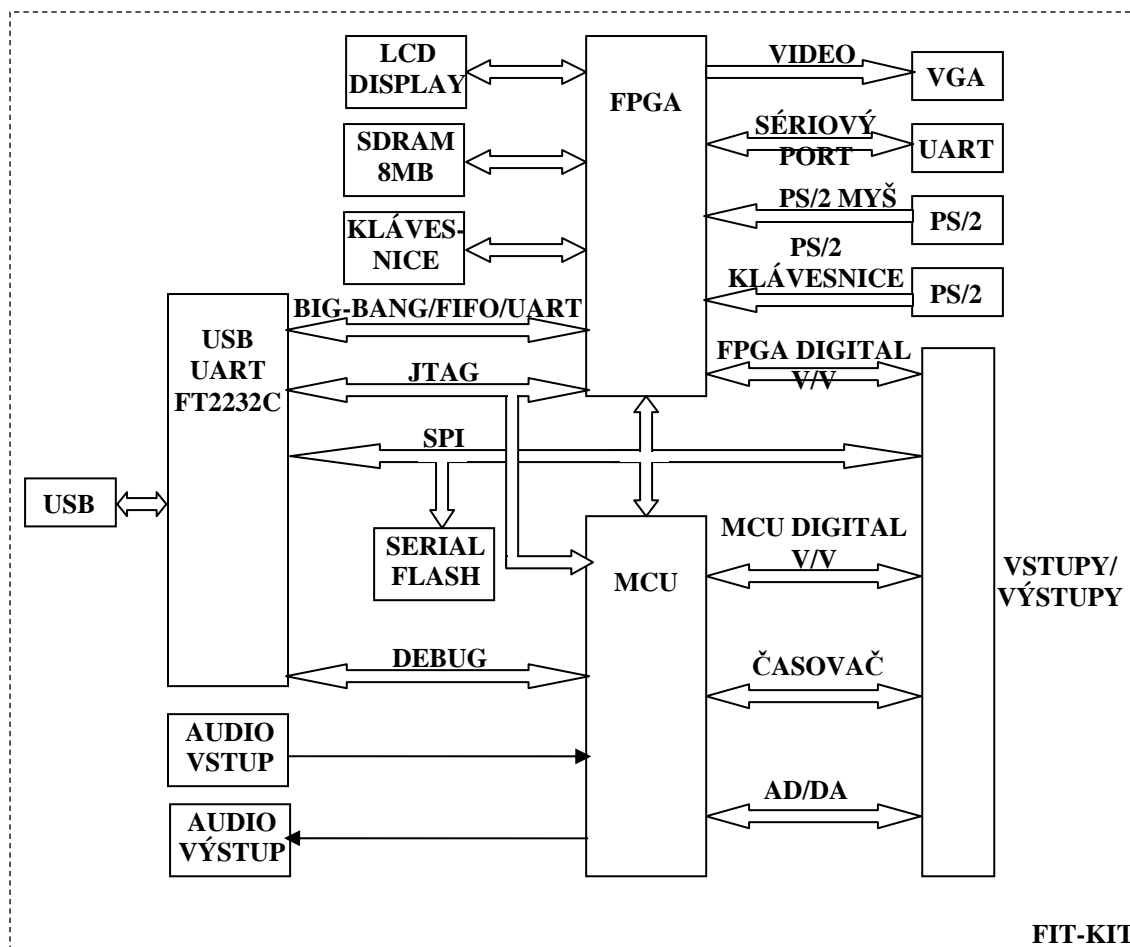 LCD
DISPLAY
FPGA
VIDEO
VGA
SDRAM
8MB
SÉRIOVÝ
PORT
UART
KLÁVES-
NICE
PS/2 MYŠ
PS/2
PS/2
KLÁVESNICE
PS/2
USB
UART
FT2232C
BIG-BANG/FIFO/UART
JTAG
FPGA DIGITAL
V/V
SPI
USB
SERIAL
FLASH
MCU
MCU DIGITAL
V/V
VSTUPY/
VÝSTUPY
DEBUG
ČASOVAČ
AUDIO
VSTUP
AD/DA
AUDIO
VÝSTUP
FIT-KIT